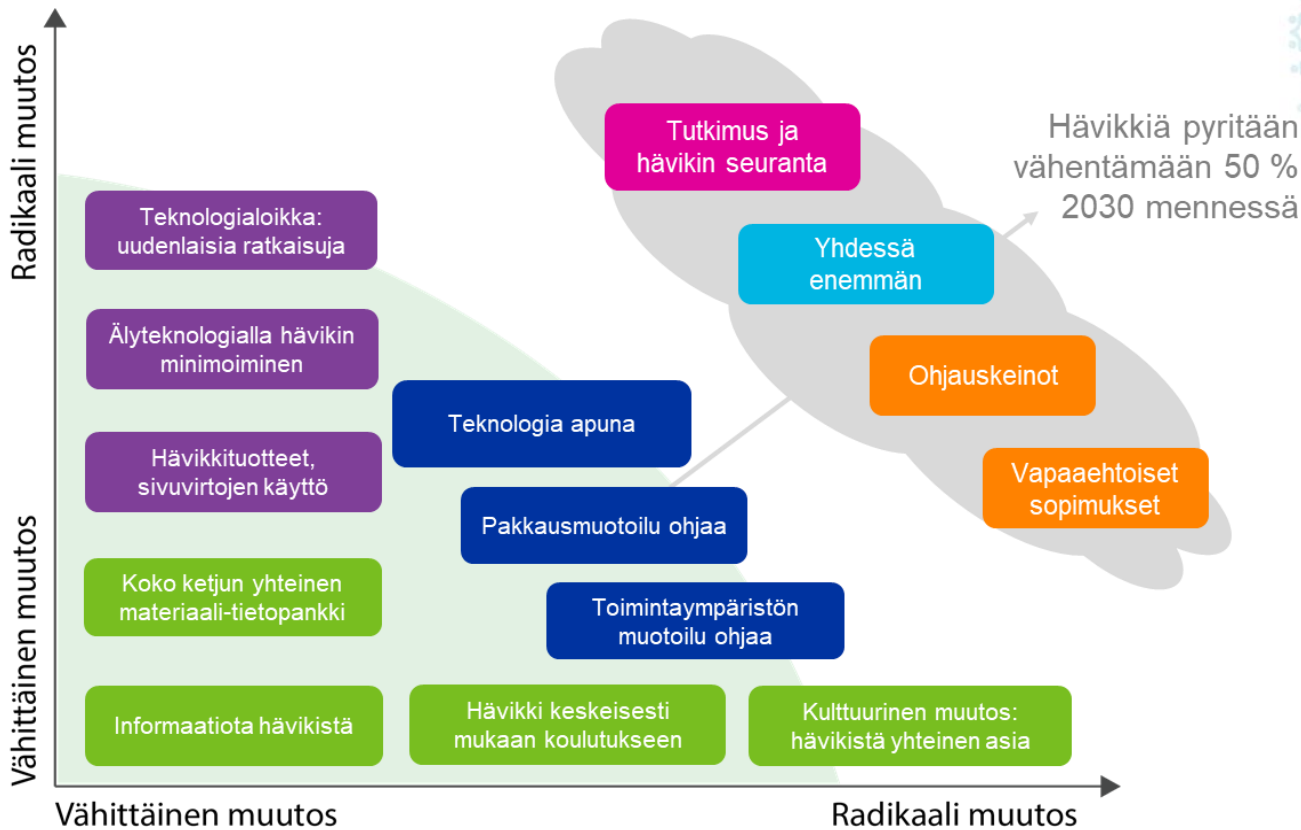 Radikaali muutos
Vähittäinen muutos
Tutkimus ja
hävikin seuranta
Hävikkiä pyritään
vähentämään 50 %
2030 mennessä
Teknologialoikka:
uudenlaisia ratkaisuja
Yhdessä
enemmän
Älyteknologialla hävikin
minimoiminen
Ohjauskeinot
Teknologia apuna
Hävikkituotteet,
sivuvirtojen käyttö
Vapaaehtoiset
sopimukset
Pakkausmuotoilu ohjaa
Koko ketjun yhteinen
materiaali-tietopankki
Toimintaympäristön
muotoilu ohjaa
Informaatiota hävikistä
Hävikki keskeisesti
mukaan koulutukseen
Kulttuurinen muutos:
hävikistä yhteinen asia
Vähittäinen muutos
Radikaali muutos